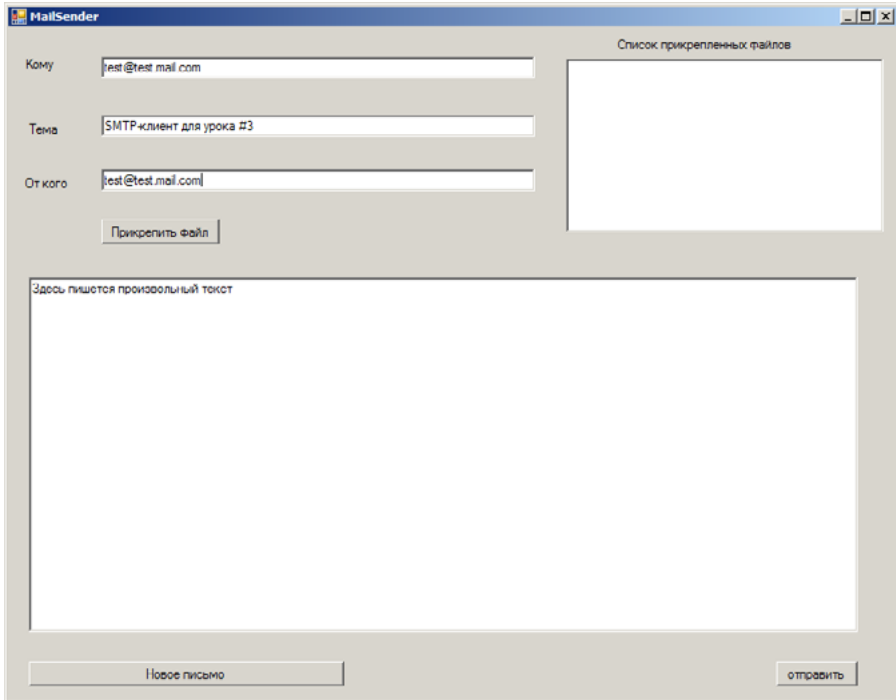 MailSender
Список прикрепленных файлов
Кому
test@test.mail.com
Тема
SMTP-клиент для урока #3
От кого
test@test.mail.com
Прикрепить файл
Здесь пишется произвольный текст
Новое письмо
отправить